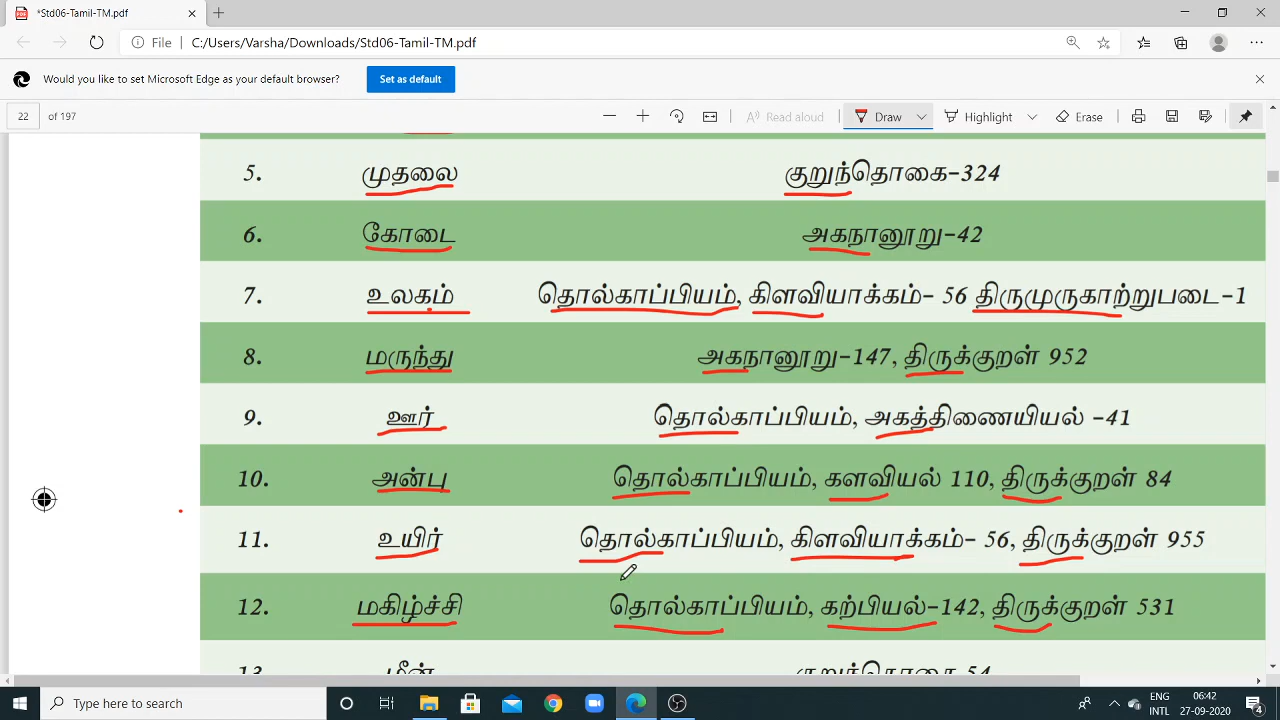 *Std06-Tamil-TM.pdf
File C:/Users/Varsha/Downloads/Std06-Tamil-TM.pdf
Would you like to set Microsoft Edge as your default browser? Set as default
22 of 197 Read aloud Draw Highlight Erase
5. முதலை குறுந்தொகை-324
6. கோடை அகநானூறு-42
7. உலகம் தொல்காப்பியம், கிளவியாக்கம்- 56 திருமுருகாற்றுபடை-1
8. மருந்து அகநானூறு-147, திருக்குறள் 952
9. ஊர் தொல்காப்பியம், அகத்திணையியல் -41
10. அன்பு தொல்காப்பியம், களவியல் 110, திருக்குறள் 84
11. உயிர் தொல்காப்பியம், கிளவியாக்கம்- 56, திருக்குறள் 955
12. மகிழ்ச்சி தொல்காப்பியம், கற்பியல்-142, திருக்குறள் 531
13. மீன் குறுந்தொகை 54
Type here to search
ENG 06:42
INTL 27-09-2020
4